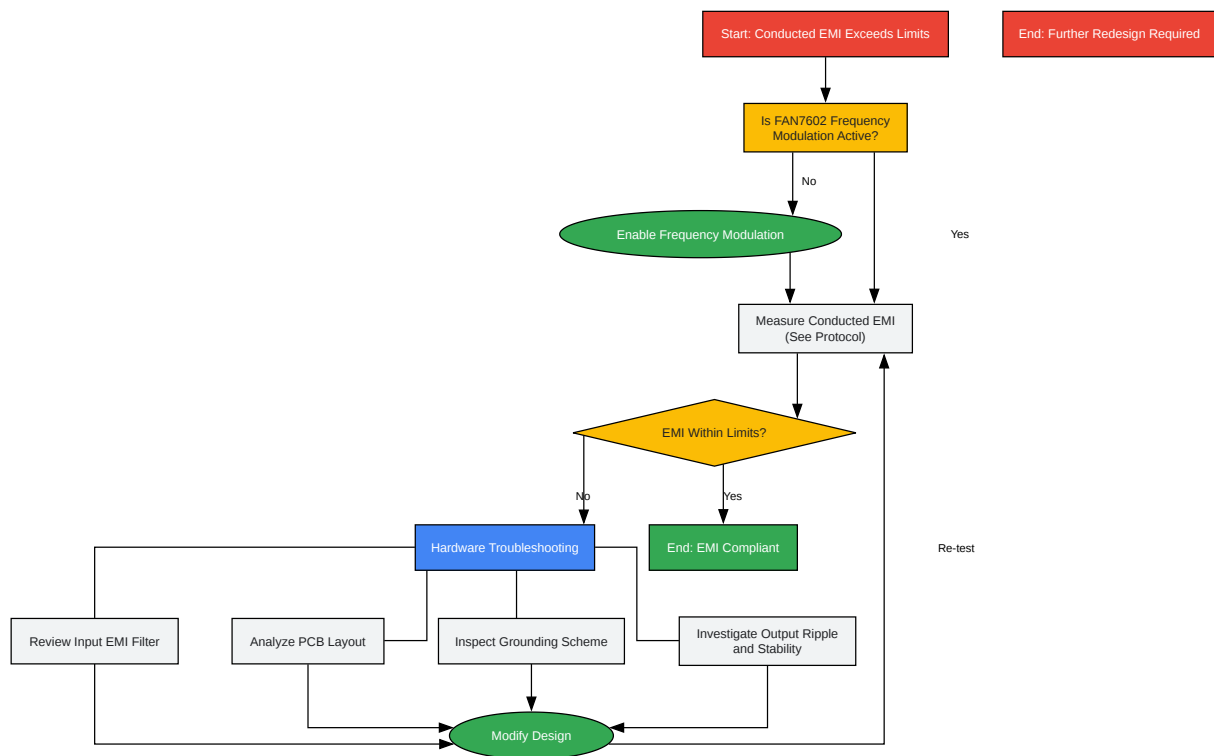 Start: Conducted EMI Exceeds Limits
End: Further Redesign Required
Is FAN7602 Frequency
Modulation Active?
No
Enable Frequency Modulation
Yes
Measure Conducted EMI
(See Protocol)
EMI Within Limits?
No
Yes
Hardware Troubleshooting
End: EMI Compliant
Re-test
Review Input EMI Filter
Analyze PCB Layout
Inspect Grounding Scheme
Investigate Output Ripple
and Stability
Modify Design